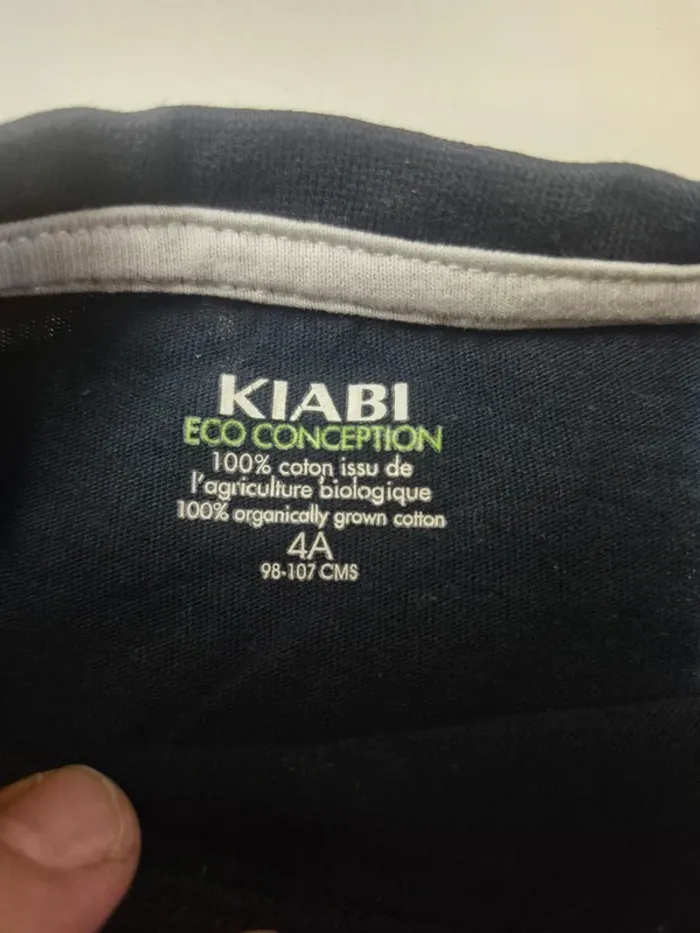 KIABI
ECO CONCEPTION
100% coton issu de
l'agriculture biologique
100% organically grown cotton
4A
98-107 CMS